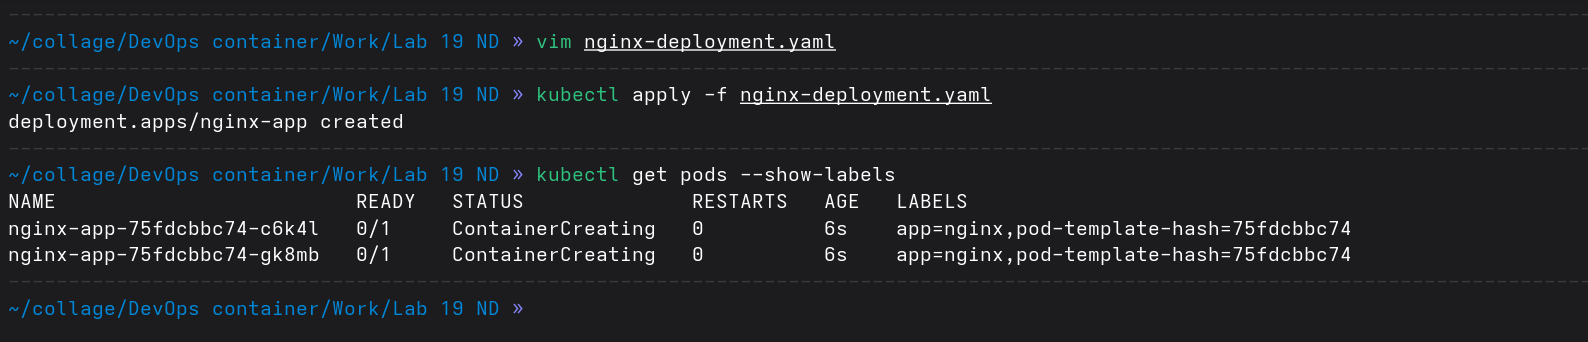 ~/collage/DevOps container/Work/Lab 19 ND » vim nginx-deployment.yaml
~/collage/DevOps container/Work/Lab 19 ND » kubectl apply -f nginx-deployment.yaml
deployment.apps/nginx-app created
~/collage/DevOps container/Work/Lab 19 ND » kubectl get pods --show-labels
NAME READY STATUS RESTARTS AGE LABELS
nginx-app-75fdcbbc74-c6k4l 0/1 ContainerCreating 0 6s app=nginx,pod-template-hash=75fdcbbc74
nginx-app-75fdcbbc74-gk8mb 0/1 ContainerCreating 0 6s app=nginx,pod-template-hash=75fdcbbc74
~/collage/DevOps container/Work/Lab 19 ND »